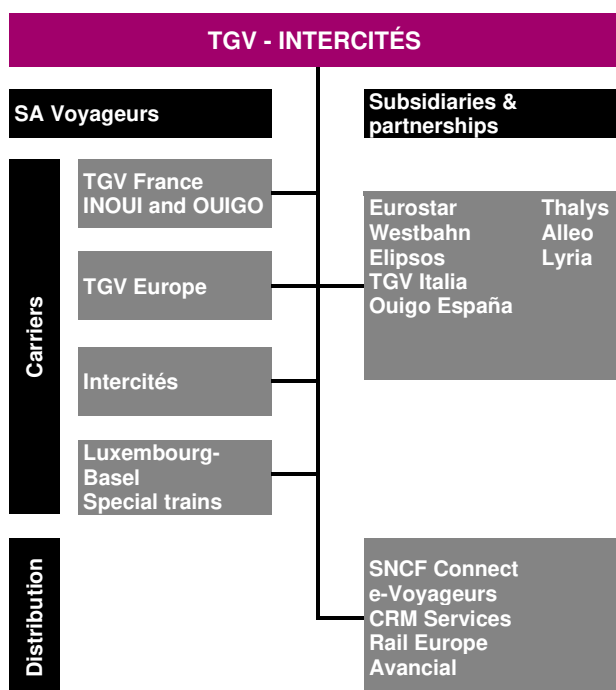 TGV - INTERCITÉS
SA Voyageurs
Subsidiaries &
partnerships
Carriers
TGV France
INOUI and OUIGO
TGV Europe
Intercités
Luxembourg-
Basel
Special trains
Eurostar
Westbahn
Elipsos
TGV Italia
Ouigo España
Thalys
Alleo
Lyria
Distribution
SNCF Connect
e-Voyageurs
CRM Services
Rail Europe
Avancial